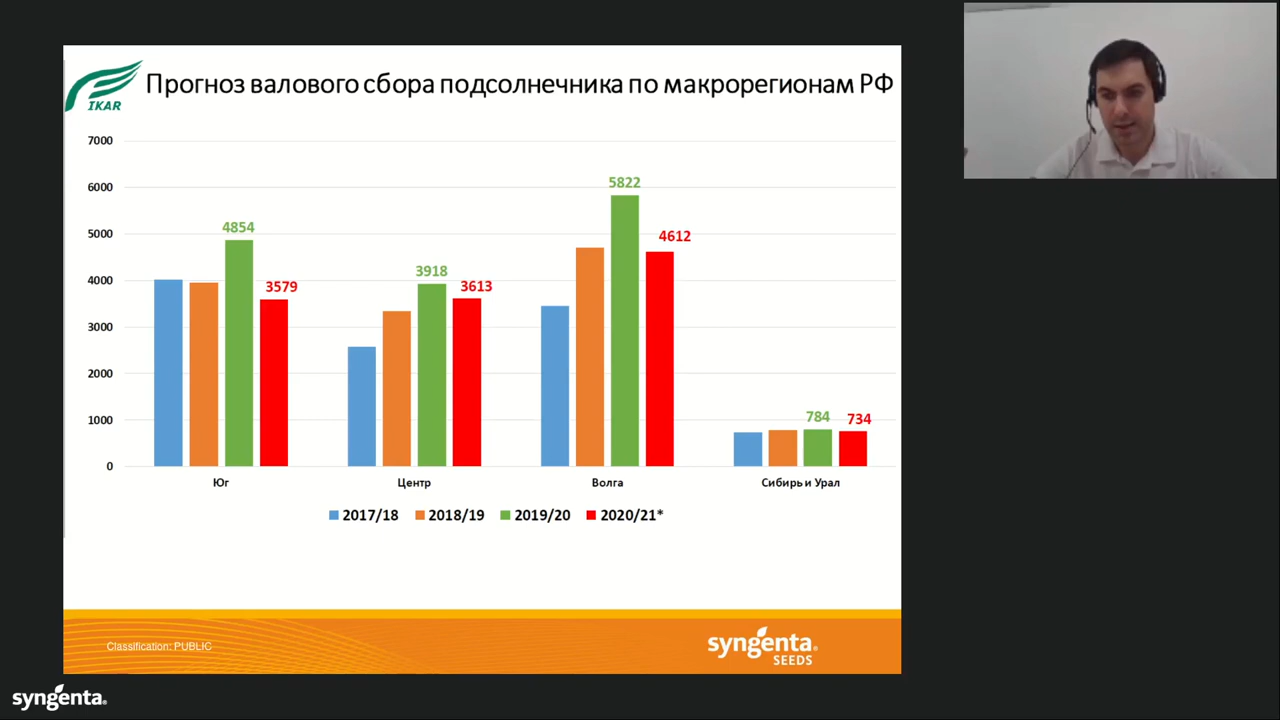 IKAR
Прогноз валового сбора подсолнечника по макрорегионам РФ
7000
6000
5000
4000
3000
2000
1000
0
4854
3579
3918
3613
5822
4612
784
734
Юг
Центр
Волга
Сибирь и Урал
2017/18 2018/19 2019/20 2020/21*
Classification: PUBLIC
syngenta
SEEDS
syngenta